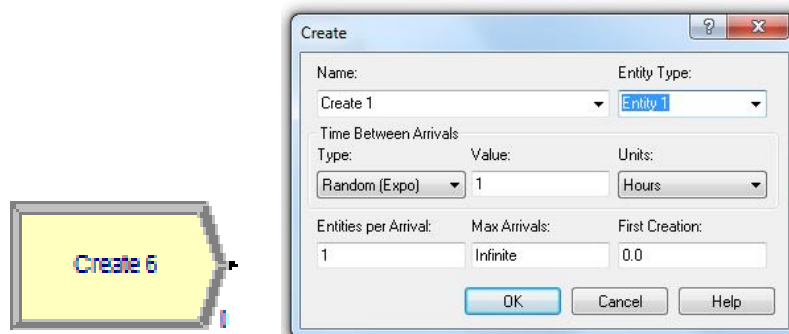 Create
?
X
Name:
Entity Type:
Create 1
Entity 1
Time Between Arrivals
Type:
Value:
Units:
Random (Expo)
1
Hours
Entities per Arrival:
Max Arrivals:
First Creation:
1
Infinite
0.0
OK
Cancel
Help
Create 6